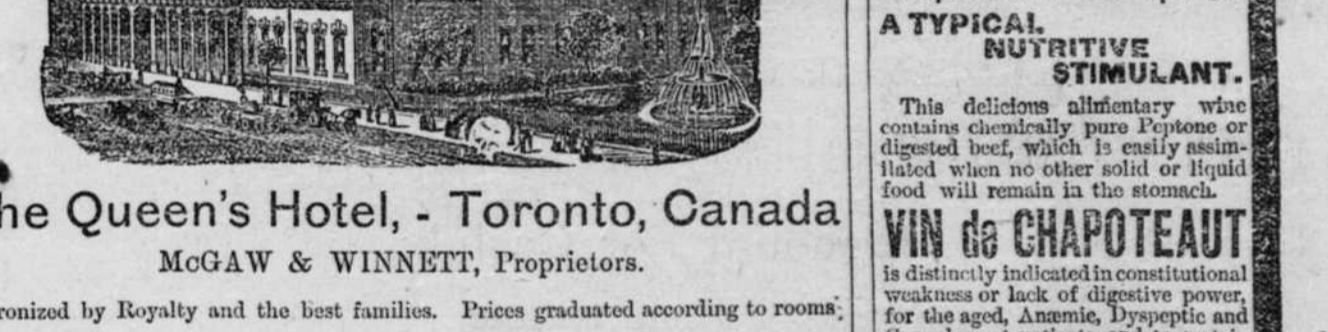 he Queen's Hotel, - Toronto, Canada
McGAW & WINNETT, Proprietors.
ronized by Royalty and the best families. Prices graduated according to rooms;
A TYPICAL
NUTRITIVE
STIMULANT.
This delicious alimentary wine
contains chemically pure Peptone or
digested beef, which is easily assim-
ilated when no other solid or liquid
food will remain in the stomach.
VIN de CHAPOTEAUT
is distinctly indicated in constitutional
weakness or lack of digestive power,
for the aged, Anæmic, Dyspeptic and